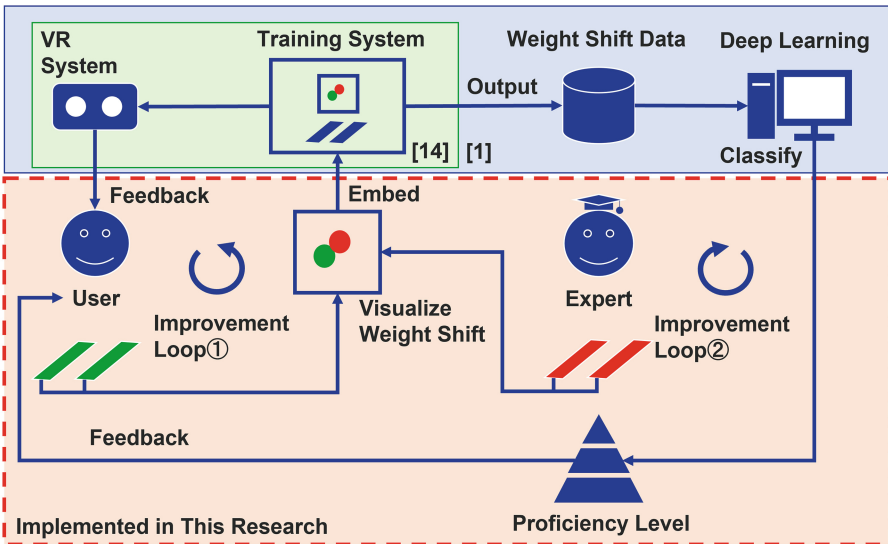 VR
System
Training System
Weight Shift Data
Deep Learning
Output
[14]
[1]
Classify
Feedback
Embed
User
Visualize
Weight Shift
Expert
Improvement
Loop①
Improvement
Loop②
Feedback
Proficiency Level
Implemented in This Research